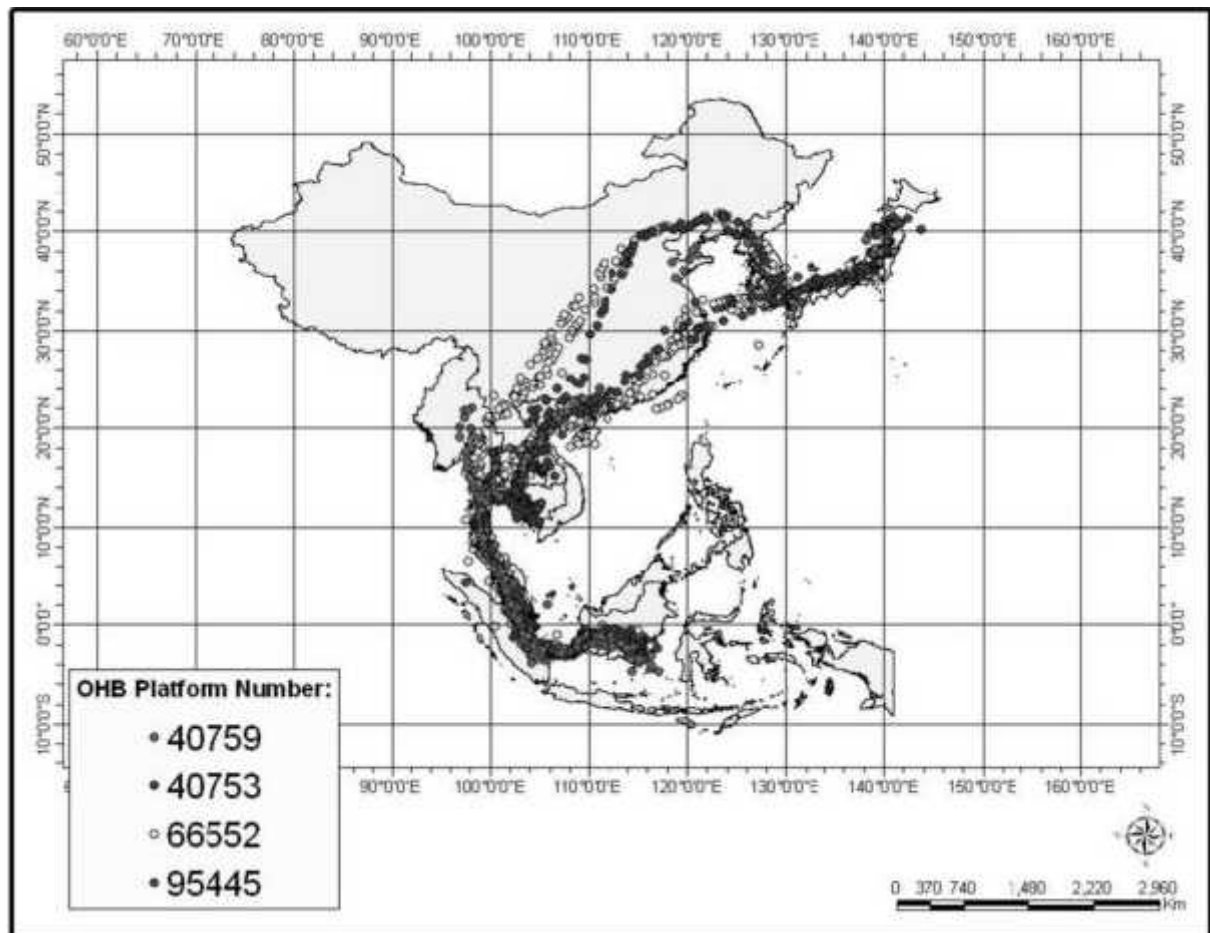 60°0'0"E 70°0'0"E 80°0'0"E 90°0'0"E 100°0'0"E 110°0'0"E 120°0'0"E 130°0'0"E 140°0'0"E 150°0'0"E 160°0'0"E
50°0'0"N 50°0'0"N
40°0'0"N 40°0'0"N
30°0'0"N 30°0'0"N
20°0'0"N 20°0'0"N
10°0'0"N 10°0'0"N
0°0'0" 0°0'0"
10°0'0"S 10°0'0"S
OHB Platform Number:
40759
40753
66552
95445
90°0'0"E 100°0'0"E 110°0'0"E 120°0'0"E 130°0'0"E 140°0'0"E 150°0'0"E 160°0'0"E
0 370 740 1,480 2,220 2,960
Km